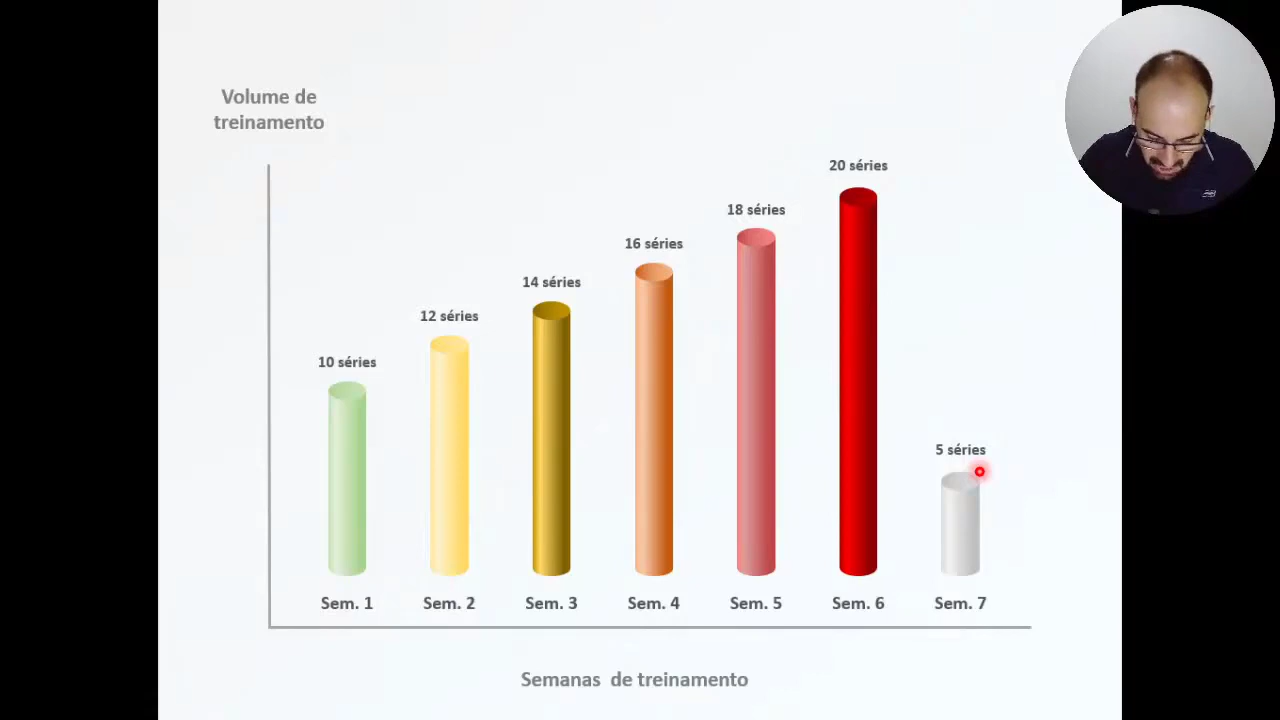 Volume de
treinamento
20 séries
18 séries
16 séries
14 séries
12 séries
10 séries
5 séries
Sem. 1
Sem. 2
Sem. 3
Sem. 4
Sem. 5
Sem. 6
Sem. 7
Semanas de treinamento